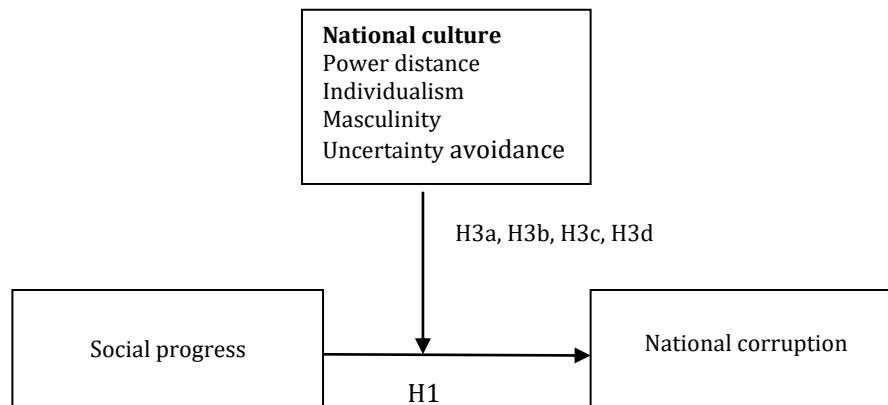 National culture
Power distance
Individualism
Masculinity
Uncertainty avoidance
H3a, H3b, H3c, H3d
Social progress
National corruption
H1